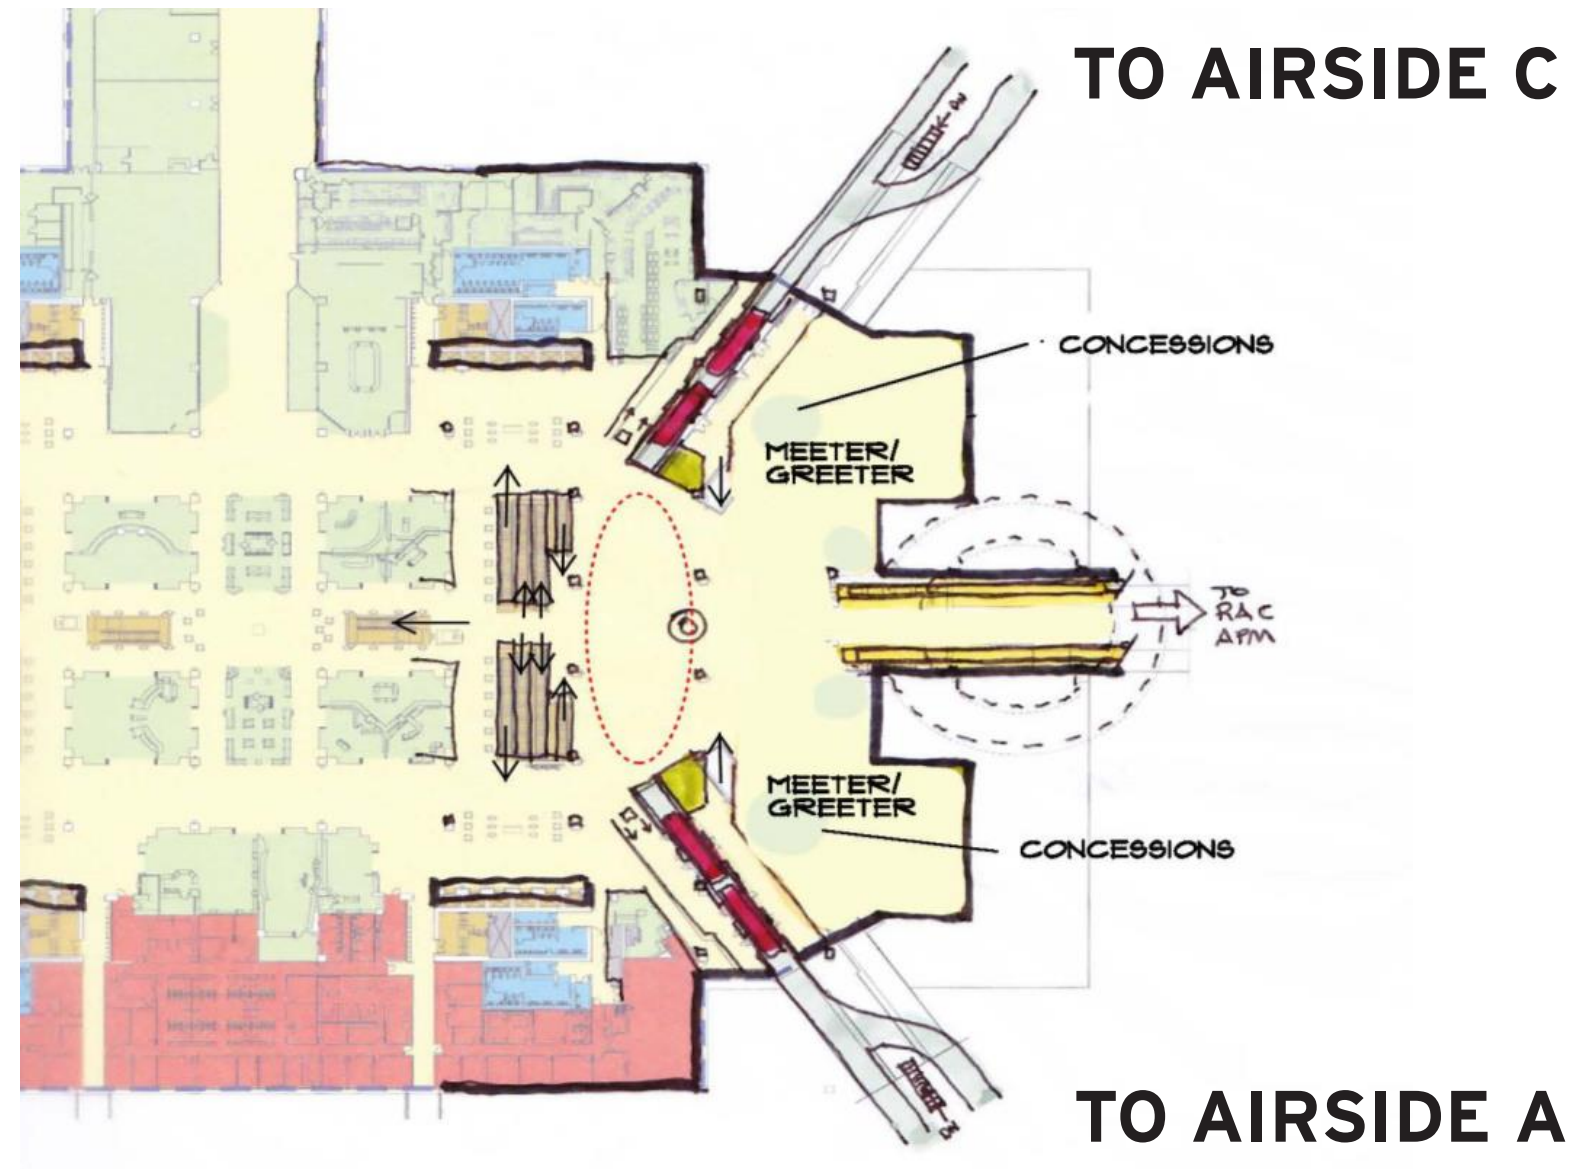 TO AIRSIDE C
CONCESSIONS
MEETER/
GREETER
TO
RAC
APM
MEETER/
GREETER
CONCESSIONS
TO AIRSIDE A